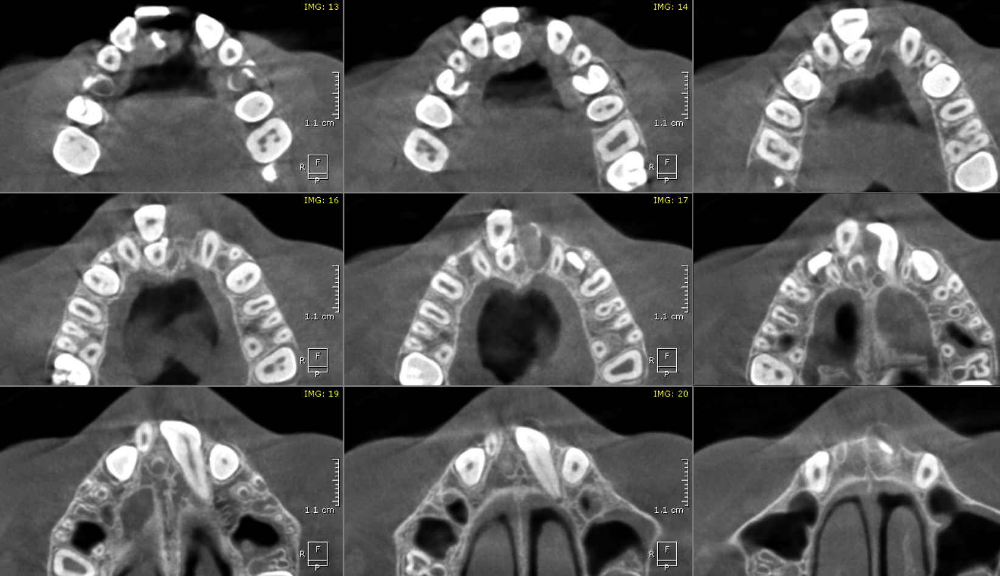 IMG: 13
1.1 cm
R
F
P
IMG: 14
1.1 cm
R
F
P
IMG: 16
1.1 cm
R
F
P
IMG: 17
1.1 cm
R
F
P
IMG: 19
1.1 cm
R
F
P
IMG: 20
1.1 cm
R
F
P